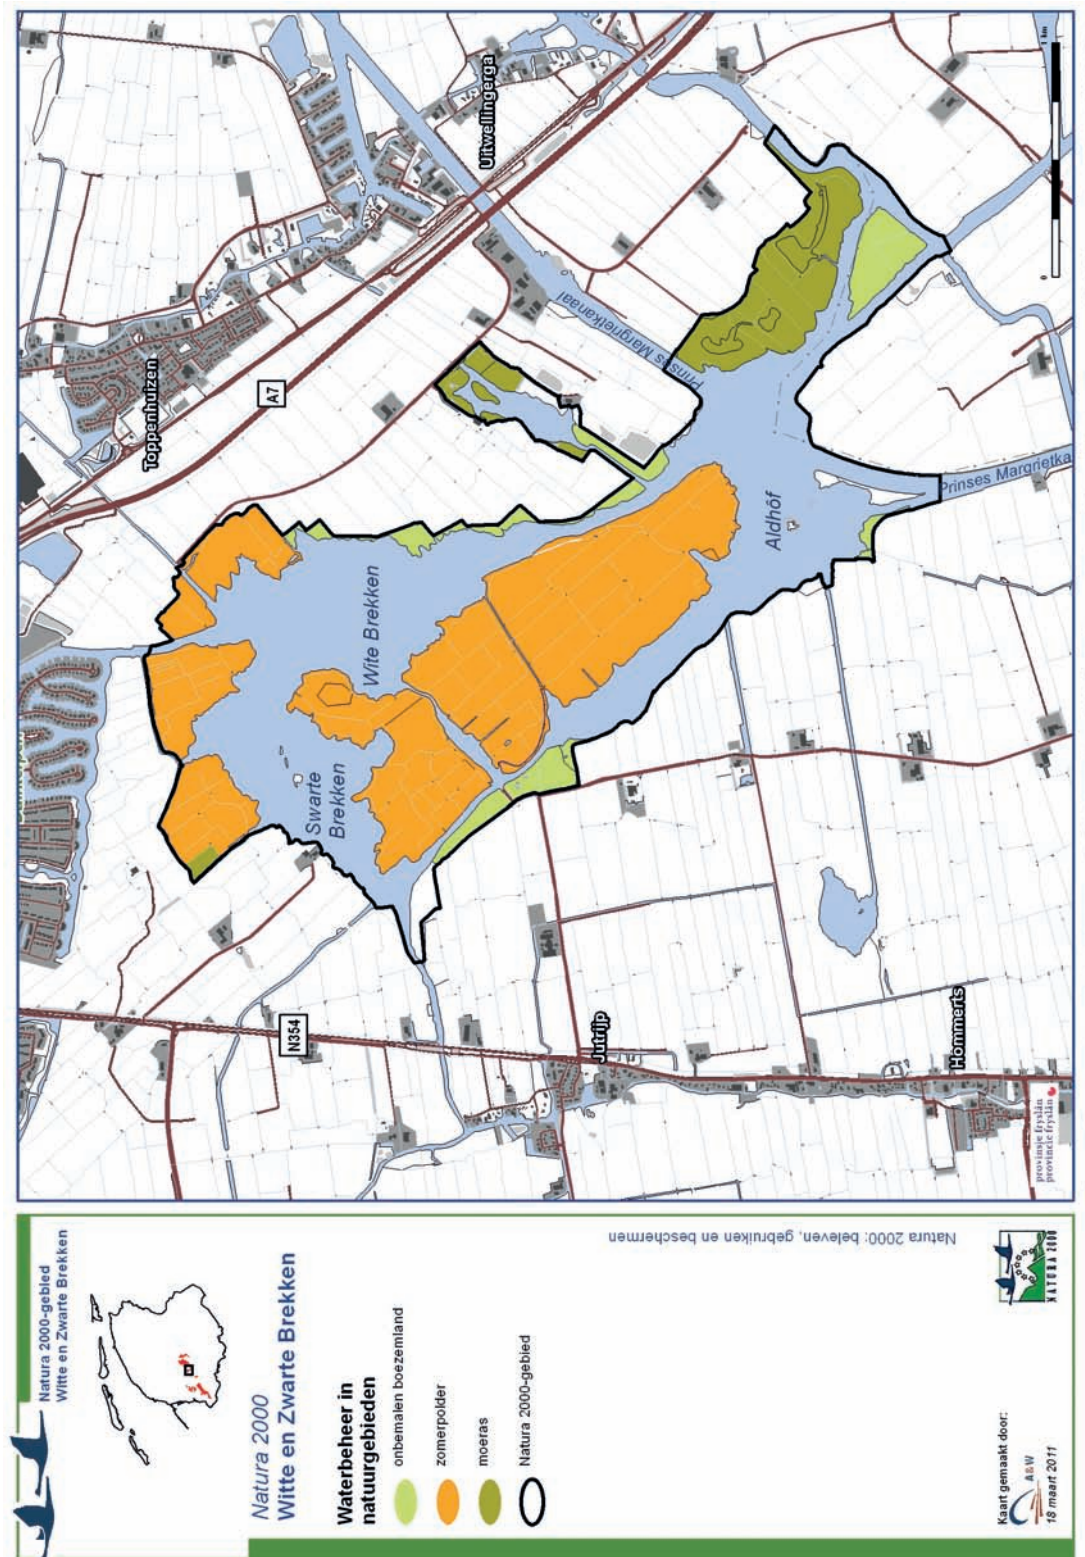 Natura 2000-gebied
Witte en Zwarte Brekken
Natura 2000
Witte en Zwarte Brekken
Waterbeheer in
natuurgebieden
onbemalen boezemland
zomerpolder
moeras
Natura 2000-gebied
Natura 2000: beleven, gebruiken en beschermen
Kaart gemaakt door:
A&W
18 maart 2011
NATURA 2000
N354
Jutrijp
Hommerts
Swarte
Brekken
Wite Brekken
Aldhôf
Toppenhuizen
A7
Uitwellingerga
Prinses Margrietkanaal
Prinses Margrietka
0
1 km
provinsje fryslân
provincie fryslân